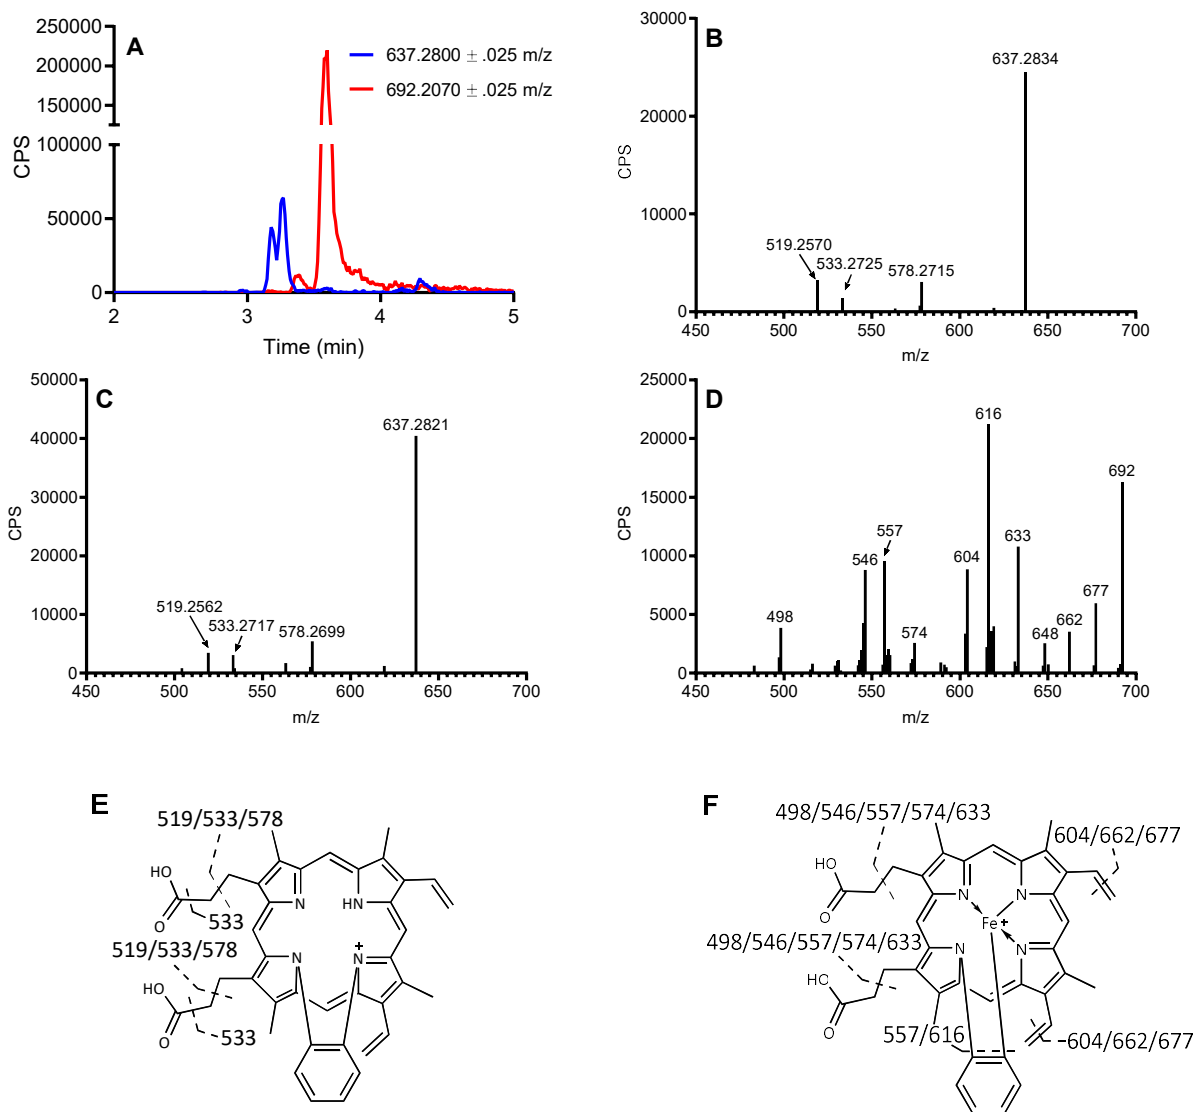 A
250000
200000
150000
100000
50000
0
CPS
2
3
4
5
Time (min)
637.2800 ± .025 m/z
692.2070 ± .025 m/z
B
30000
20000
10000
0
CPS
637.2834
519.2570
533.2725
578.2715
450
500
550
600
650
700
m/z
C
50000
40000
30000
20000
10000
0
CPS
637.2821
519.2562
533.2717
578.2699
450
500
550
600
650
700
m/z
D
25000
20000
15000
10000
5000
0
CPS
616
692
557
633
546
604
677
498
574
648
662
450
500
550
600
650
700
m/z
E
519/533/578
HO
O
533
N
HN
519/533/578
N
N
+
HO
O
533
F
498/546/557/574/633
604/662/677
HO
O
N
N
Fe+
498/546/557/574/633
N
N
HO
O
557/616
604/662/677